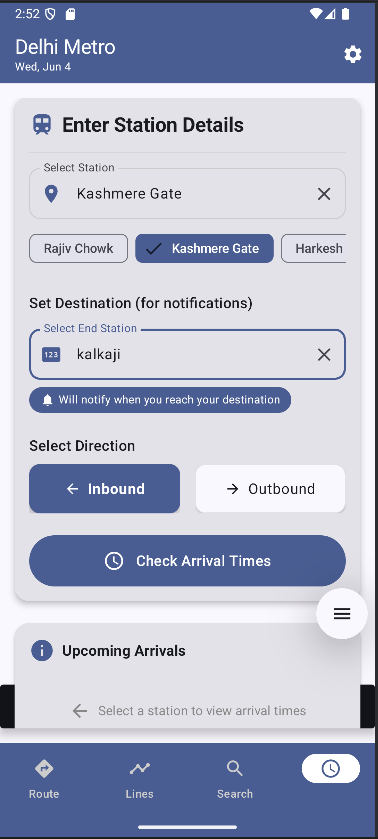 2:52
Delhi Metro
Wed, Jun 4
Enter Station Details
Select Station
Kashmere Gate
Rajiv Chowk
Kashmere Gate
Harkesh
Set Destination (for notifications)
Select End Station
123
kalkaji
Will notify when you reach your destination
Select Direction
Inbound
Outbound
Check Arrival Times
Upcoming Arrivals
Select a station to view arrival times
Route
Lines
Search